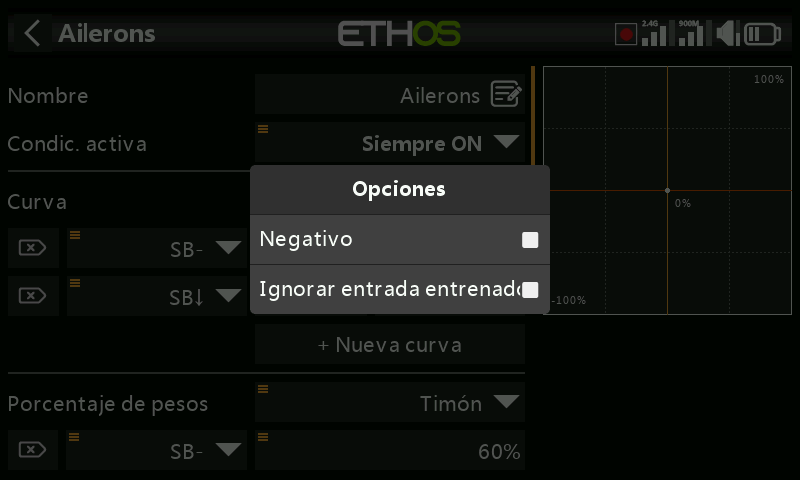 Ailerons
ETHOS
2.4G
900M
Nombre
Ailerons
100%
Condic. activa
Siempre ON
Opciones
Curva
0%
SB-
Negativo
SB↓
Ignorar entrada entrenado
-100%
+ Nueva curva
Porcentaje de pesos
Timón
SB-
60%